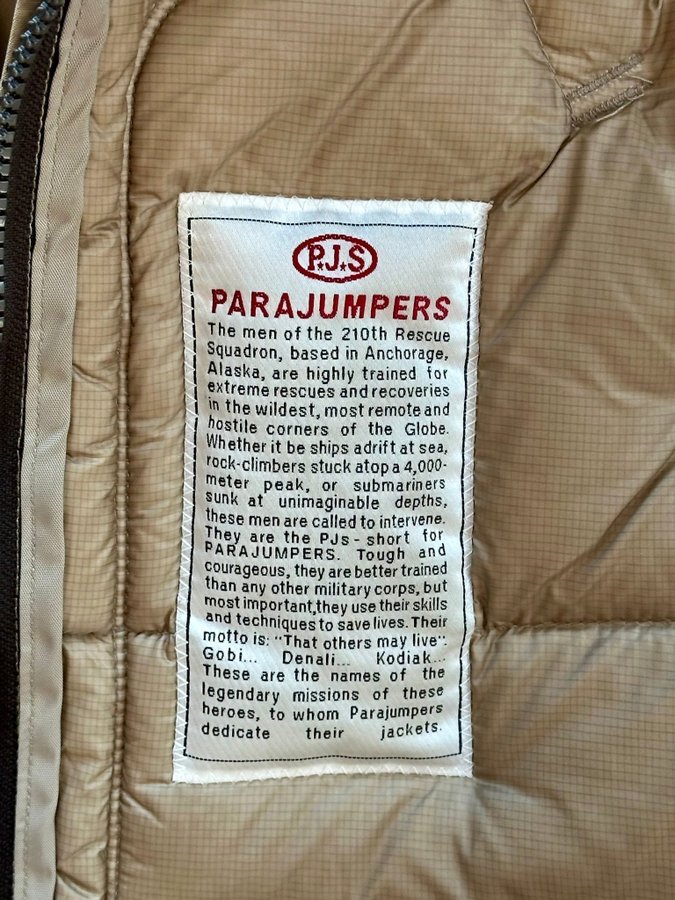 P.J.S
PARAJUMPERS
The men of the 210th Rescue
Squadron, based in Anchorage,
Alaska, are highly trained for
extreme rescues and recoveries
in the wildest, most remote and
hostile corners of the Globe.
Whether it be ships adrift at sea,
rock-climbers stuck atop a 4,000-
meter peak, or submariners
sunk at unimaginable depths,
these men are called to intervene.
They are the PJs - short for
PARAJUMPERS. Tough and
courageous, they are better trained
than any other military corps, but
most important,they use their skills
and techniques to save lives. Their
motto is: "That others may live".
Gobi... Denali... Kodiak...
These are the names of the
legendary missions of these
heroes, to whom Parajumpers
dedicate their jackets.